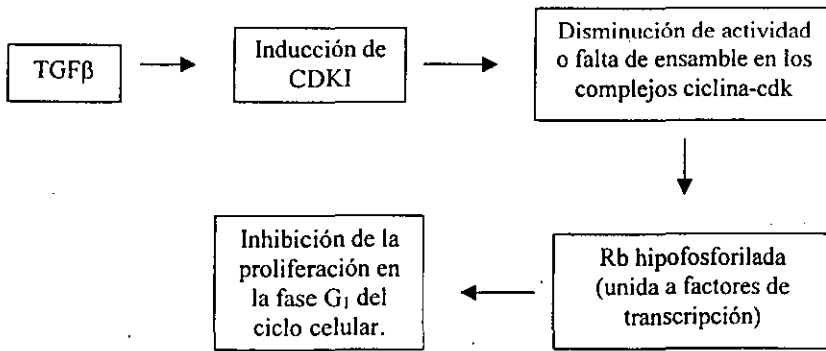 TGFβ
Inducción de
CDKI
Disminución de actividad
o falta de ensamble en los
complejos ciclina-cdk
Rb hipofosforilada
(unida a factores de
transcripción)
Inhibición de la
proliferación en
la fase G₁ del
ciclo celular.